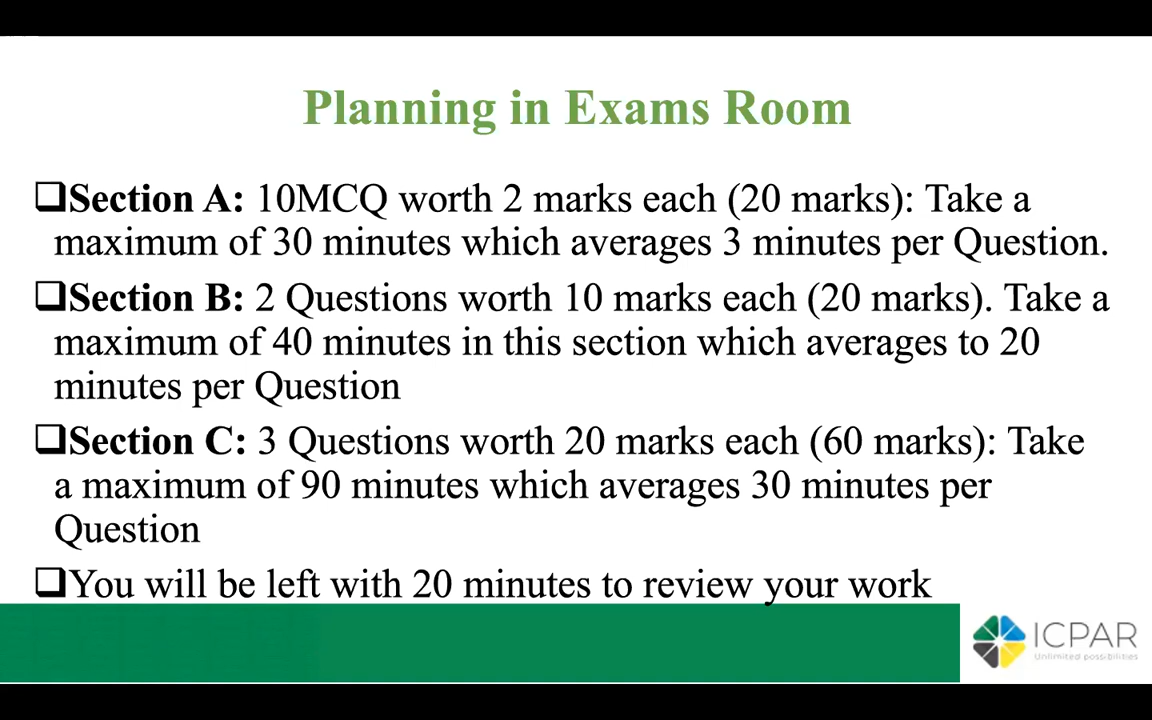 Planning in Exams Room
❑Section A: 10MCQ worth 2 marks each (20 marks): Take a
maximum of 30 minutes which averages 3 minutes per Question.
❑Section B: 2 Questions worth 10 marks each (20 marks). Take a
maximum of 40 minutes in this section which averages to 20
minutes per Question
❑Section C: 3 Questions worth 20 marks each (60 marks): Take
a maximum of 90 minutes which averages 30 minutes per
Question
❑You will be left with 20 minutes to review your work
ICPAR
Unlimited possibilities